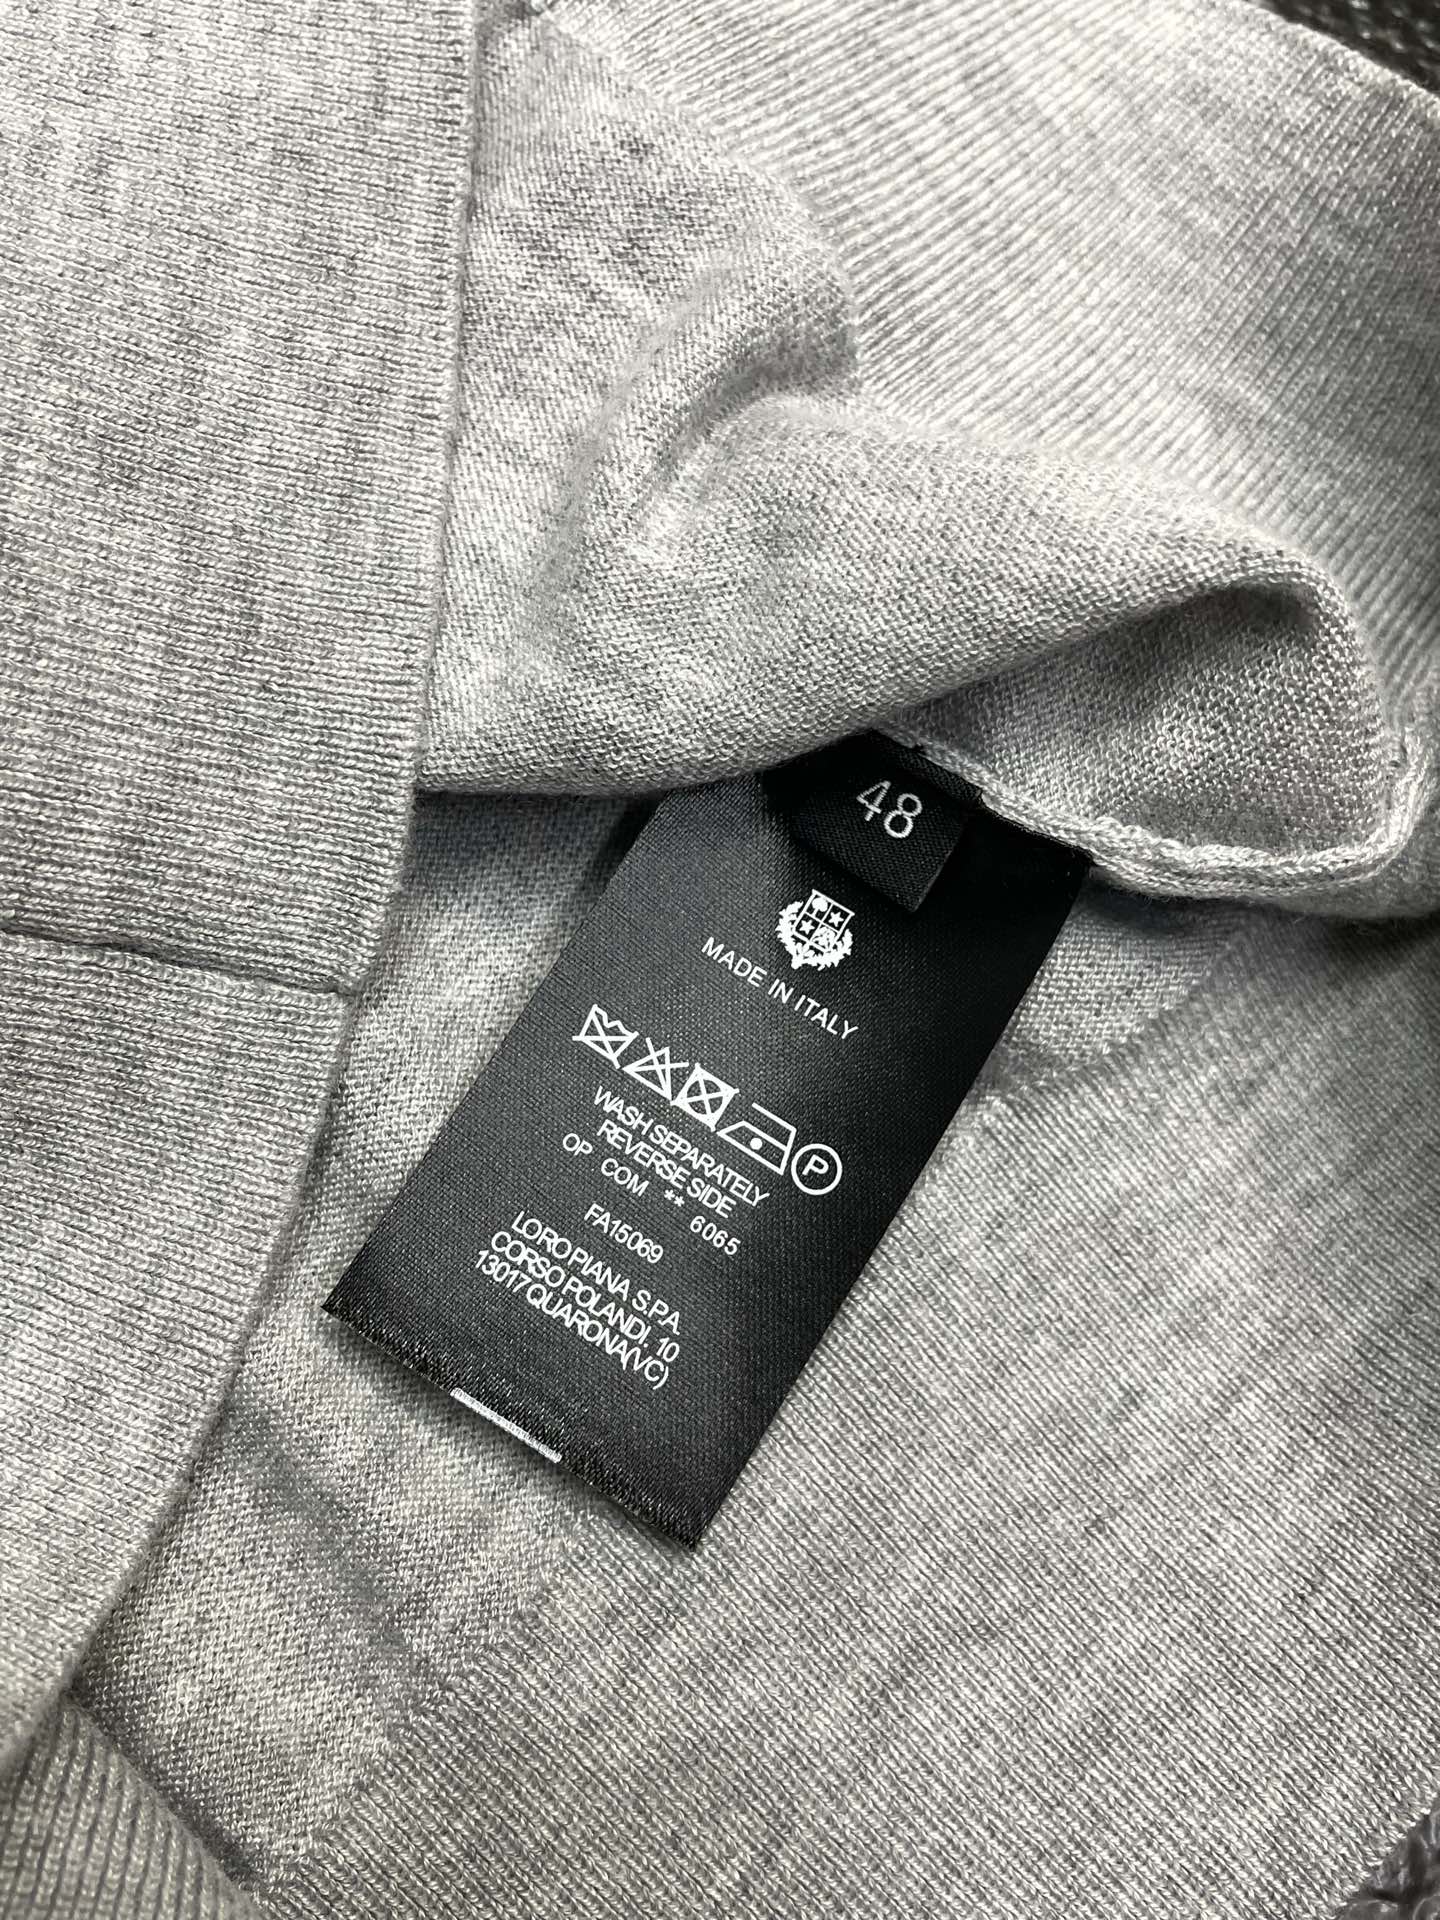 48
MADE IN ITALY
P
WASH SEPARATELY
REVERSE SIDE
OP COM ** 6065
FA15069
LORO PIANA S.P.A.
CORSO POLANDI, 10
13017 QUARONA(VC)